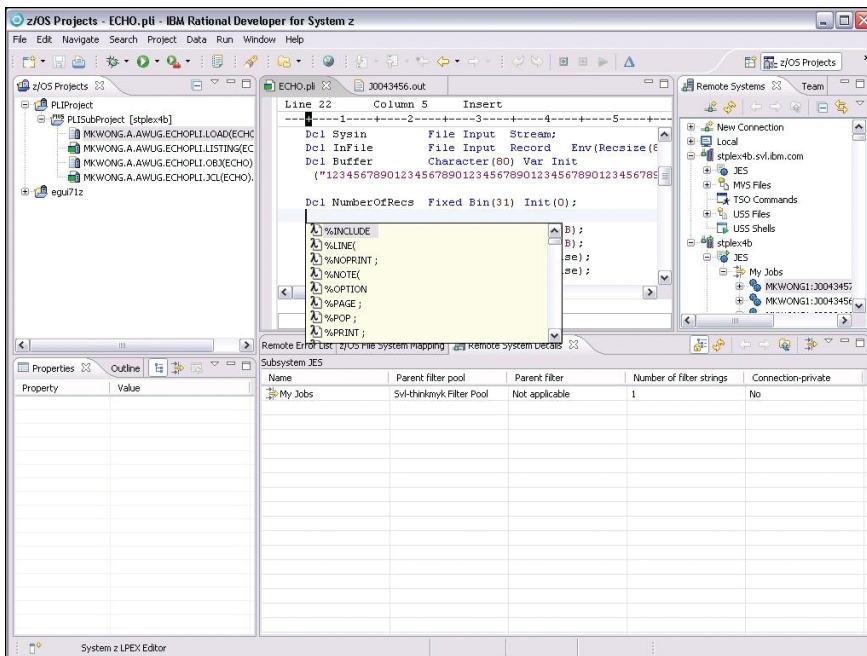 z/OS Projects - ECHO.pli - IBM Rational Developer for System z
File Edit Navigate Search Project Data Run Window Help
z/OS Projects
z/OS Projects
PLIProject
PLISubProject [stplex4b]
MKWONG.A.AWUG.ECHOPLI.LOAD(ECHO
MKWONG.A.AWUG.ECHOPLI.LISTING(EC
MKWONG.A.AWUG.ECHOPLI.OBJ(ECHO)
MKWONG.A.AWUG.ECHOPLI.JCL(ECHO).
egui71z
ECHO.pli J0043456.out
Line 22 Column 5 Insert
----+----1----+----2----+----3----+----4----+----5----+----
Dcl Sysin File Input Stream;
Dcl InFile File Input Record Env(Recsize(8
Dcl Buffer Character(80) Var Init
Dcl NumberOfRecs Fixed Bin(31) Init(0);
B);
B);
se);
se);
%INCLUDE
%LINE(
%NOPRINT ;
%NOTE(
%OPTION
%PAGE ;
%POP ;
%PRINT ;
Remote Systems Team
New Connection
Local
stplex4b.svl.ibm.com
JES
MVS Files
TSO Commands
USS Files
USS Shells
stplex4b
JES
My Jobs
MKWONG1:J0043457
MKWONG1:J0043456
Properties Outline
Property Value
Remote Error List z/OS File System Mapping Remote System Details
Subsystem JES
Name Parent filter pool Parent filter Number of filter strings Connection-private
My Jobs Svl-thinkmyk Filter Pool Not applicable 1 No
System z LPEX Editor